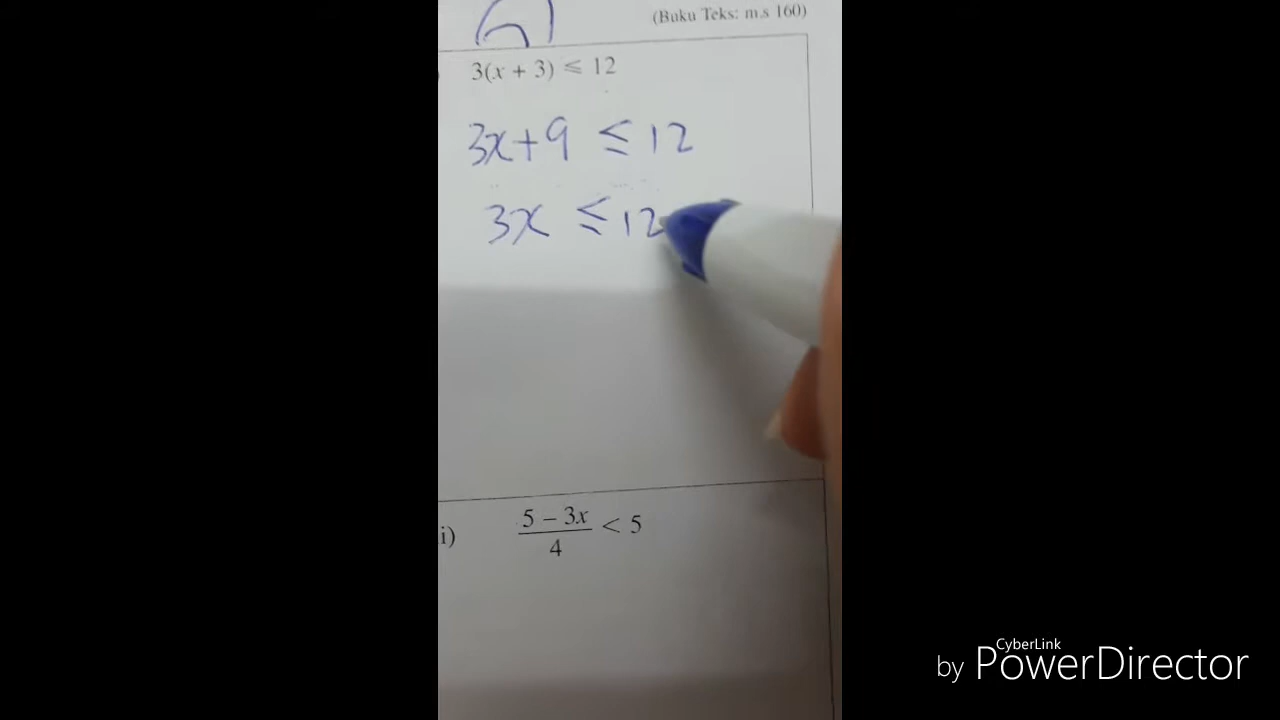 (Buku Teks: m.s 160)
3(x + 3) ⩽ 12
3x+9 ≤ 12
3x ≤ 12
i) 5 – 3x / 4 < 5
CyberLink
by PowerDirector